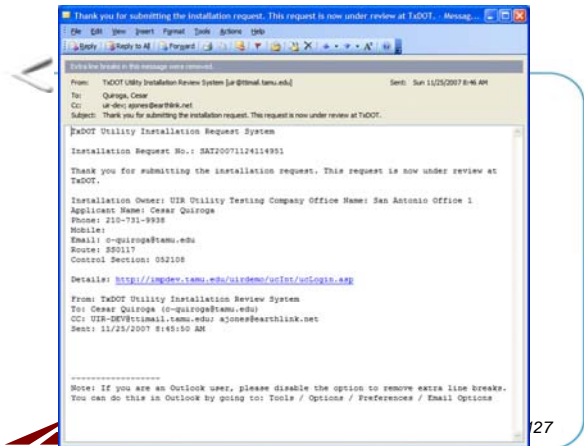 Thank you for submitting the installation request. This request is now under review at TxDOT. - Messag...
File Edit View Insert Format Tools Actions Help
Reply Reply to All Forward
Extra line breaks in this message were removed.
From: TxDOT Utility Installation Review System [uir@ttimail.tamu.edu] Sent: Sun 11/25/2007 8:46 AM
To: Quiroga, Cesar
Cc: uir-dev; ajones@earthlink.net
Subject: Thank you for submitting the installation request. This request is now under review at TxDOT.
TxDOT Utility Installation Request System
Installation Request No.: SAT20071124114951
Thank you for submitting the installation request. This request is now under review at
TxDOT.
Installation Owner: UIR Utility Testing Company Office Name: San Antonio Office 1
Applicant Name: Cesar Quiroga
Phone: 210-731-9938
Mobile:
Email: c-quiroga@tamu.edu
Route: SS0117
Control Section: 052108
Details: http://impdev.tamu.edu/uirdemo/ucInt/ucLogin.asp
From: TxDOT Utility Installation Review System
To: Cesar Quiroga (c-quiroga@tamu.edu)
CC: UIR-DEV@ttimail.tamu.edu; ajones@earthlink.net
Sent: 11/25/2007 8:45:50 AM
-----------------
Note: If you are an Outlook user, please disable the option to remove extra line breaks.
You can do this in Outlook by going to: Tools / Options / Preferences / Email Options
127